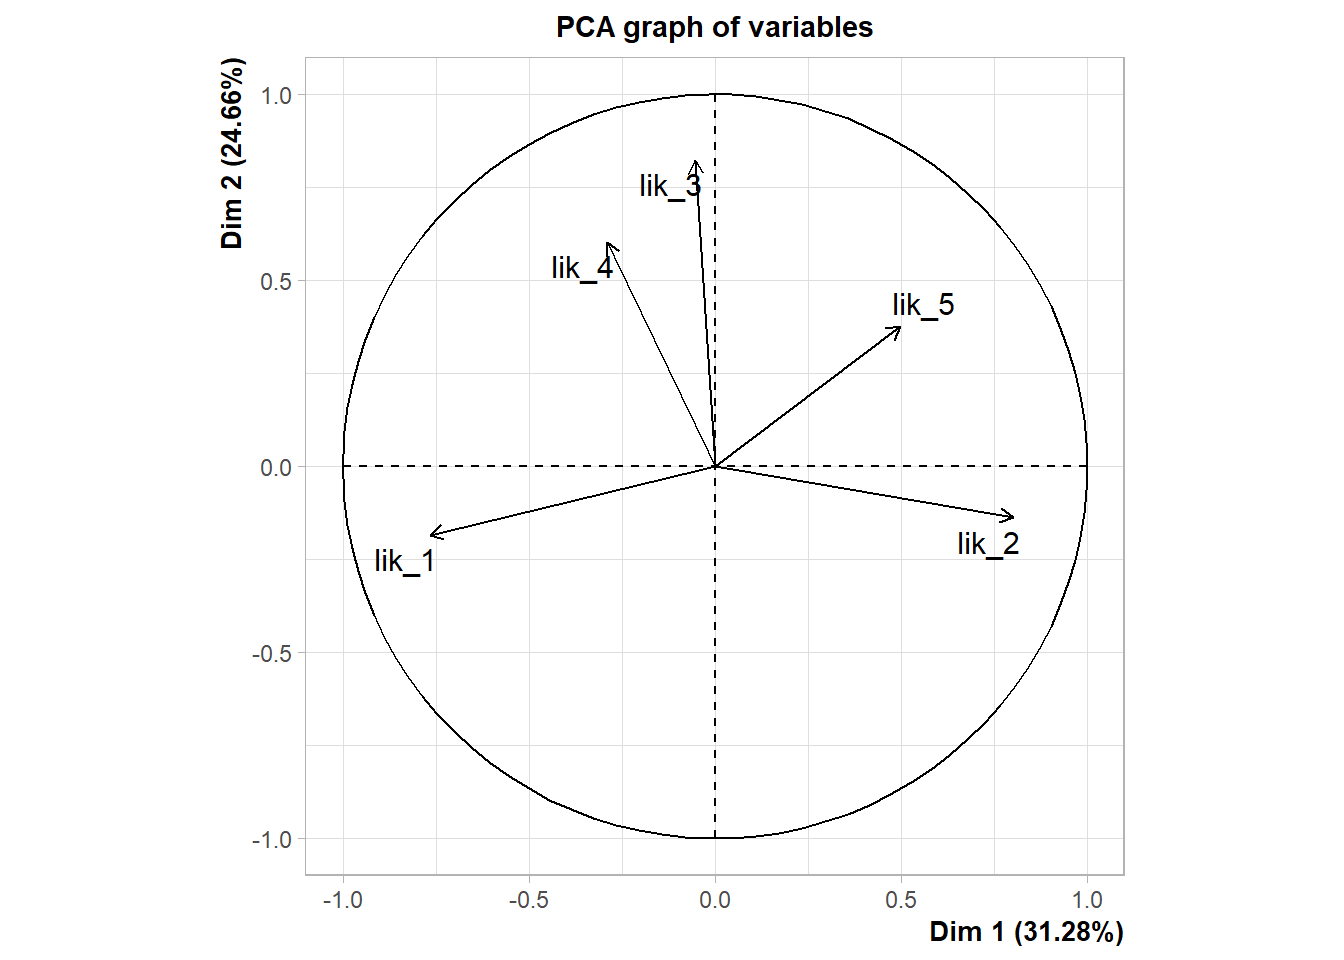 PCA graph of variables
Dim 2 (24.66%)
1.0
0.5
0.0
-0.5
-1.0
lik_3
lik_4
lik_5
lik_1
lik_2
-1.0
-0.5
0.0
0.5
1.0
Dim 1 (31.28%)